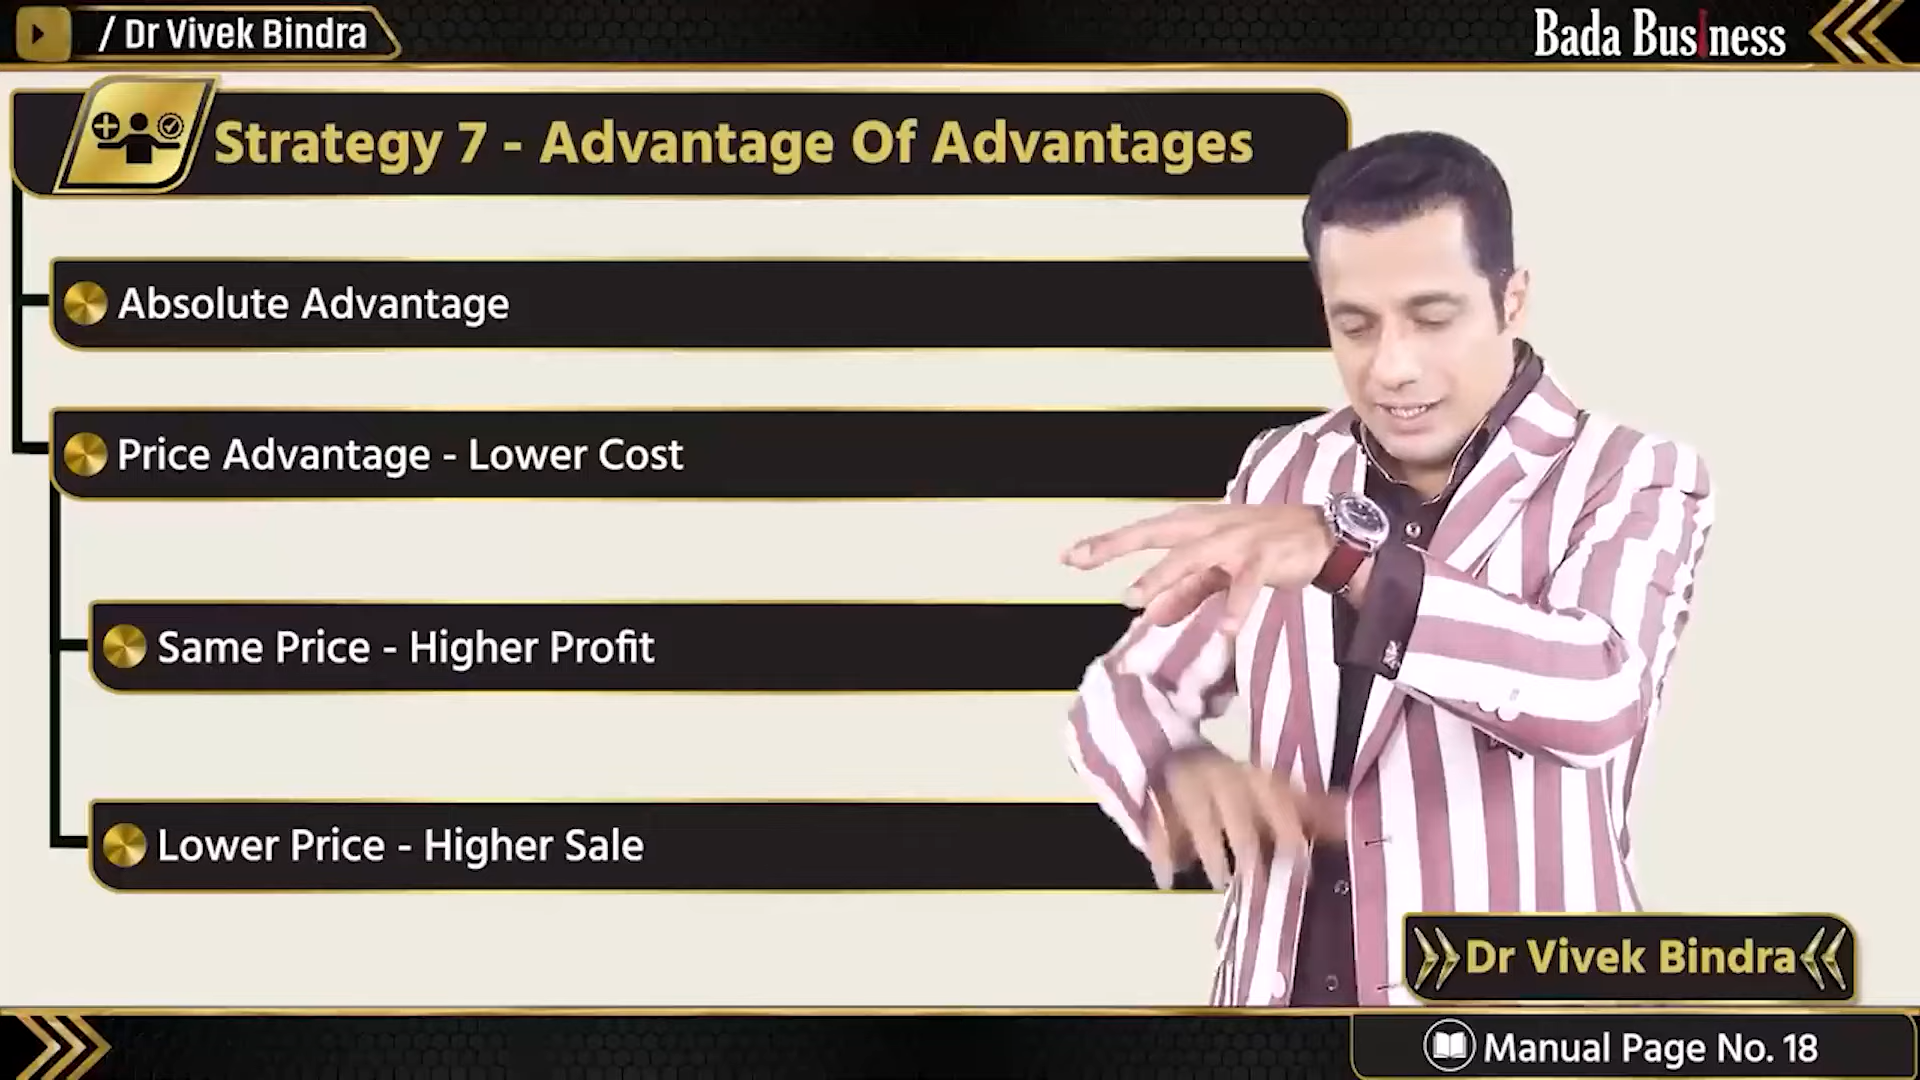 / Dr Vivek Bindra
Bada Business
Strategy 7 - Advantage Of Advantages
Absolute Advantage
Price Advantage - Lower Cost
Same Price - Higher Profit
Lower Price - Higher Sale
Dr Vivek Bindra
Manual Page No. 18